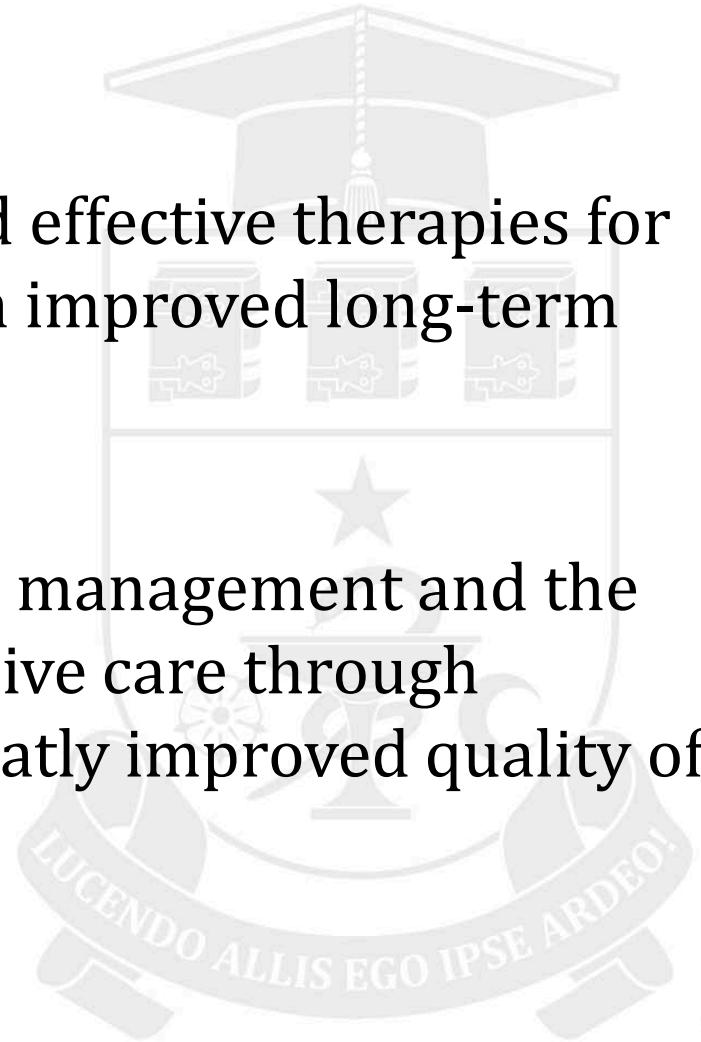 d effective therapies for
improved long-term
management and the
ive care through
atly improved quality of
LUCENDO ALLIS EGO IPSE ARDEO!